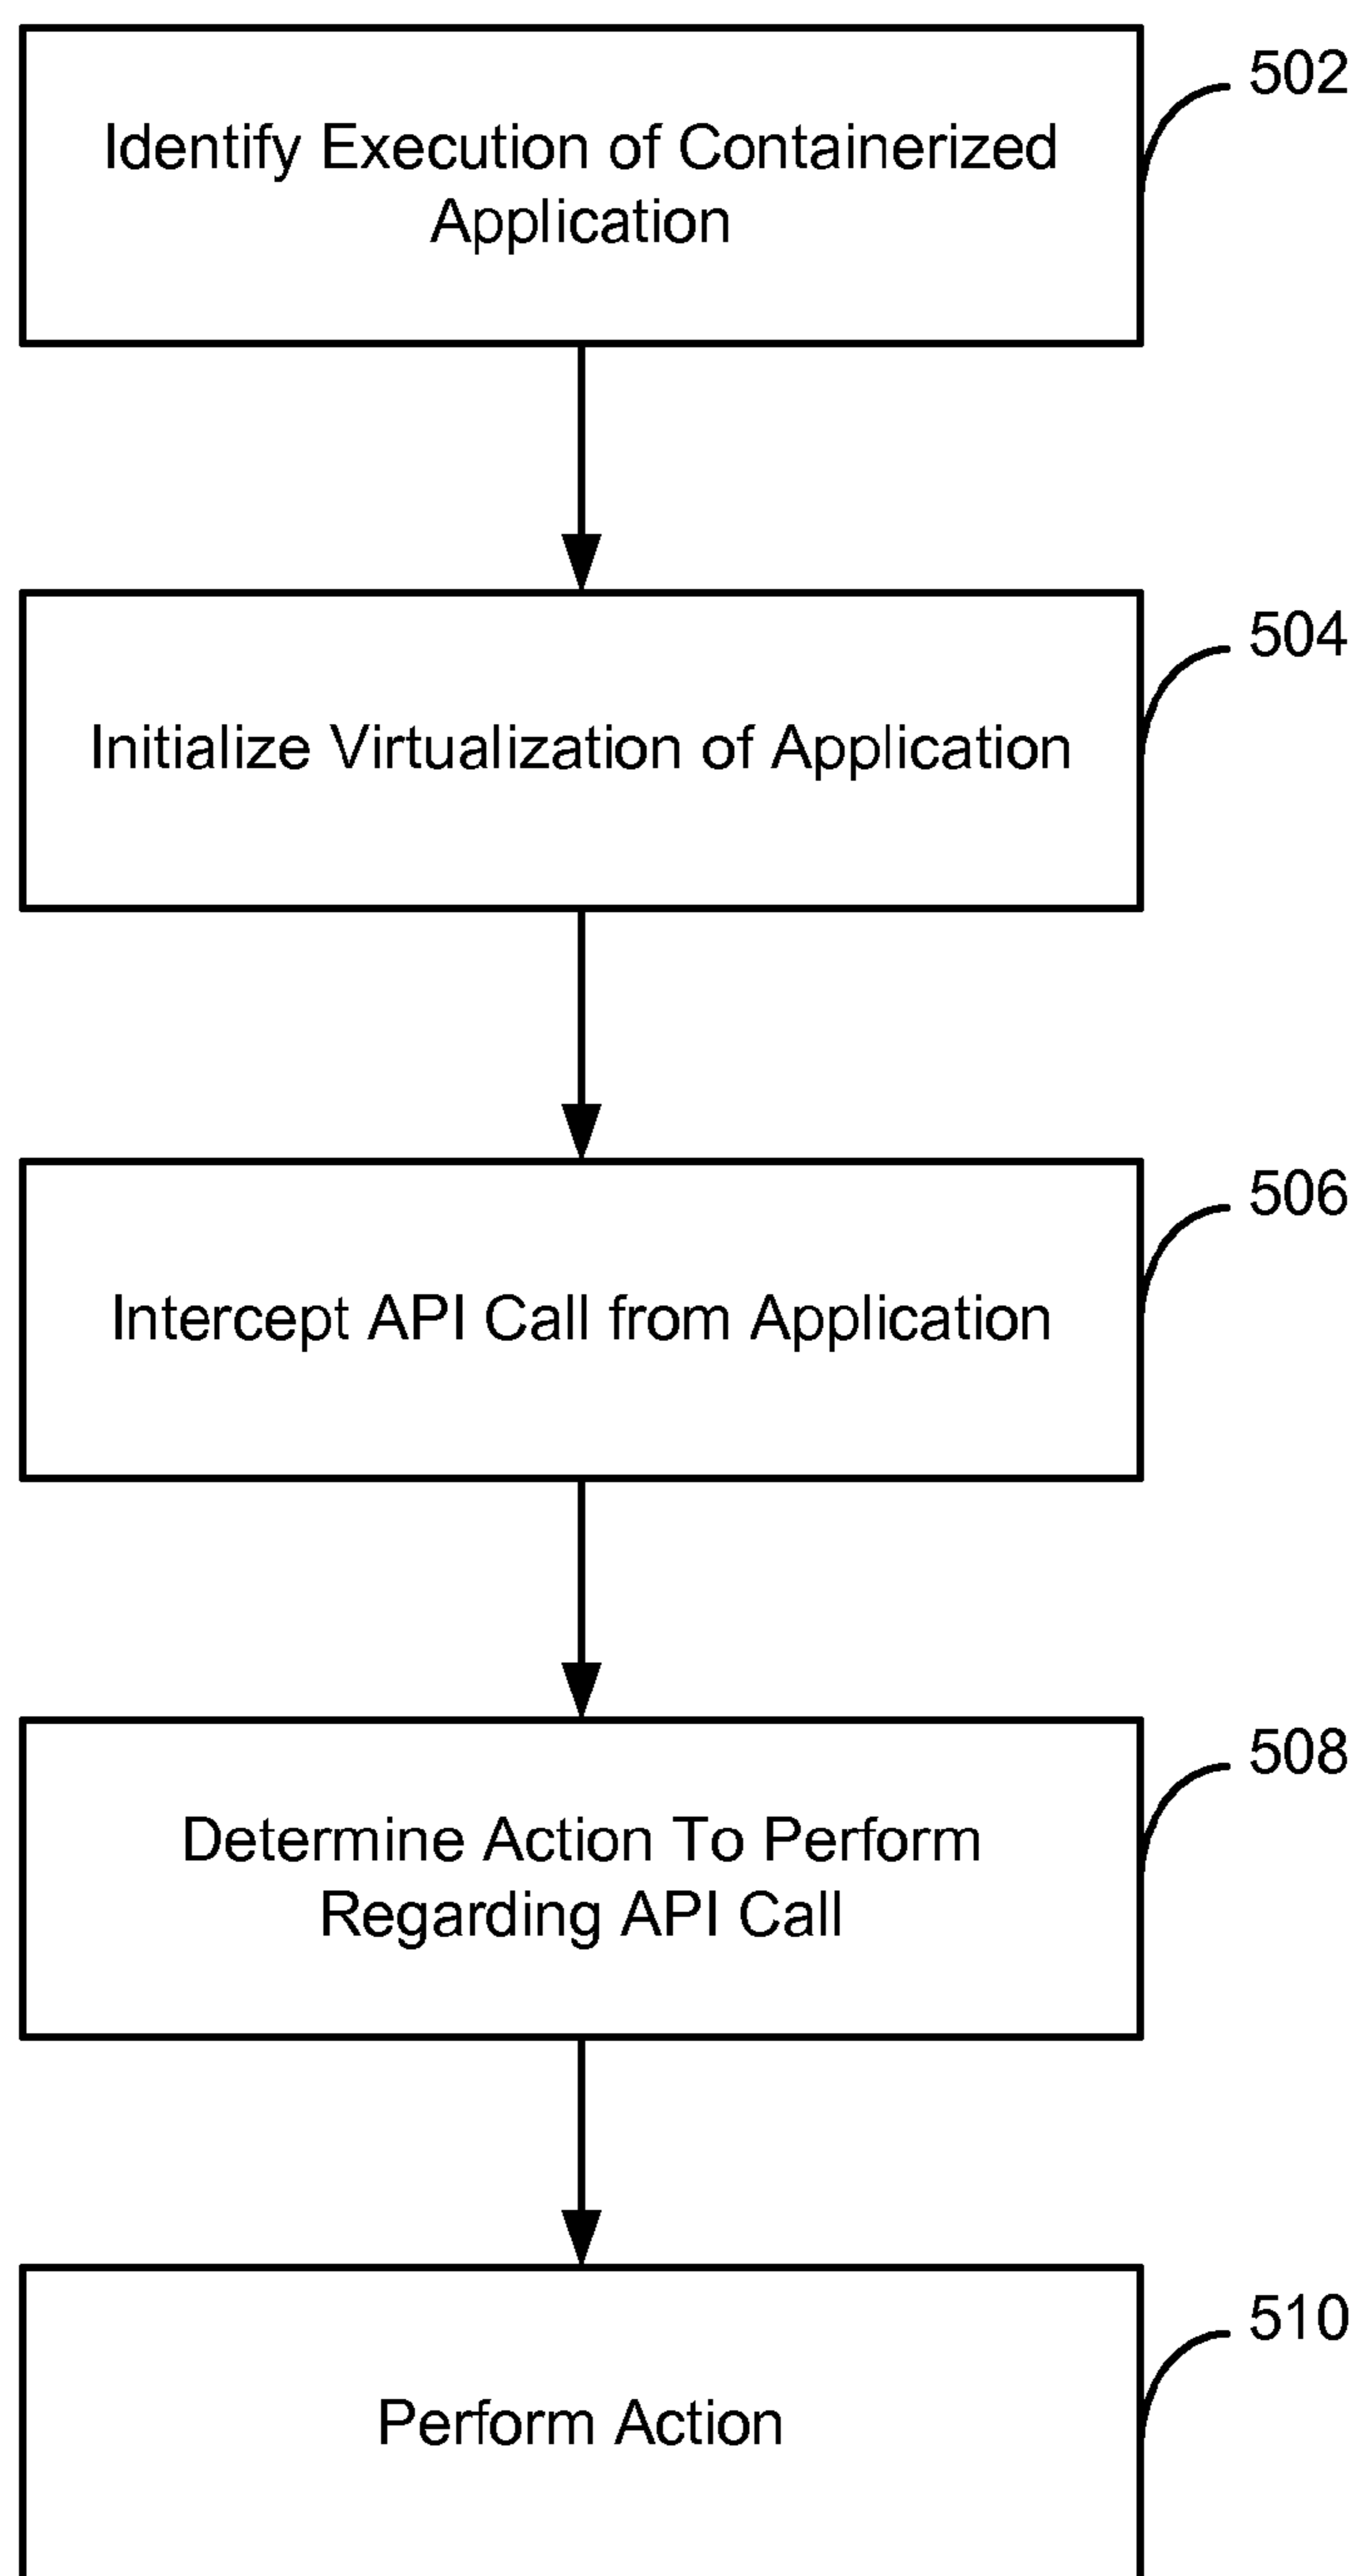 502
Identify Execution of Containerized
Application
504
Initialize Virtualization of Application
506
Intercept API Call from Application
508
Determine Action To Perform
Regarding API Call
510
Perform Action